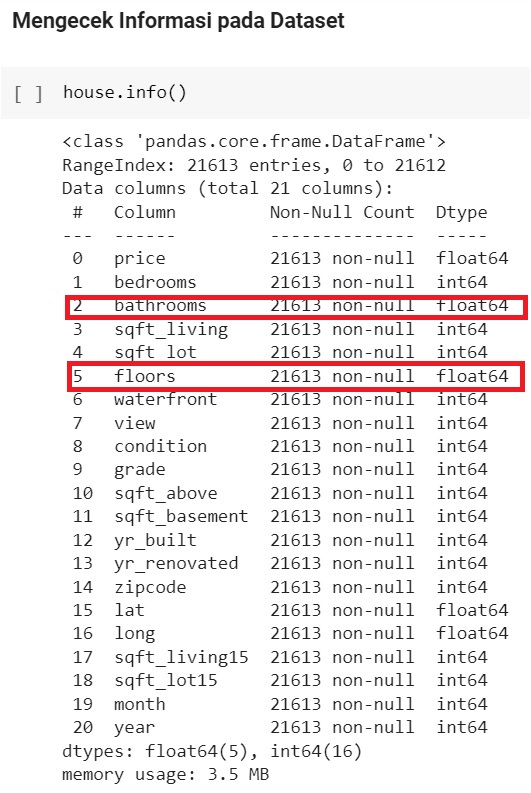 Mengecek Informasi pada Dataset
[ ] house.info()
<class 'pandas.core.frame.DataFrame'>
RangeIndex: 21613 entries, 0 to 21612
Data columns (total 21 columns):
# Column Non-Null Count Dtype
--- ------ -------------- -----
0 price 21613 non-null float64
1 bedrooms 21613 non-null int64
2 bathrooms 21613 non-null float64
3 sqft_living 21613 non-null int64
4 sqft_lot 21613 non-null int64
5 floors 21613 non-null float64
6 waterfront 21613 non-null int64
7 view 21613 non-null int64
8 condition 21613 non-null int64
9 grade 21613 non-null int64
10 sqft_above 21613 non-null int64
11 sqft_basement 21613 non-null int64
12 yr_built 21613 non-null int64
13 yr_renovated 21613 non-null int64
14 zipcode 21613 non-null int64
15 lat 21613 non-null float64
16 long 21613 non-null float64
17 sqft_living15 21613 non-null int64
18 sqft_lot15 21613 non-null int64
19 month 21613 non-null int64
20 year 21613 non-null int64
dtypes: float64(5), int64(16)
memory usage: 3.5 MB